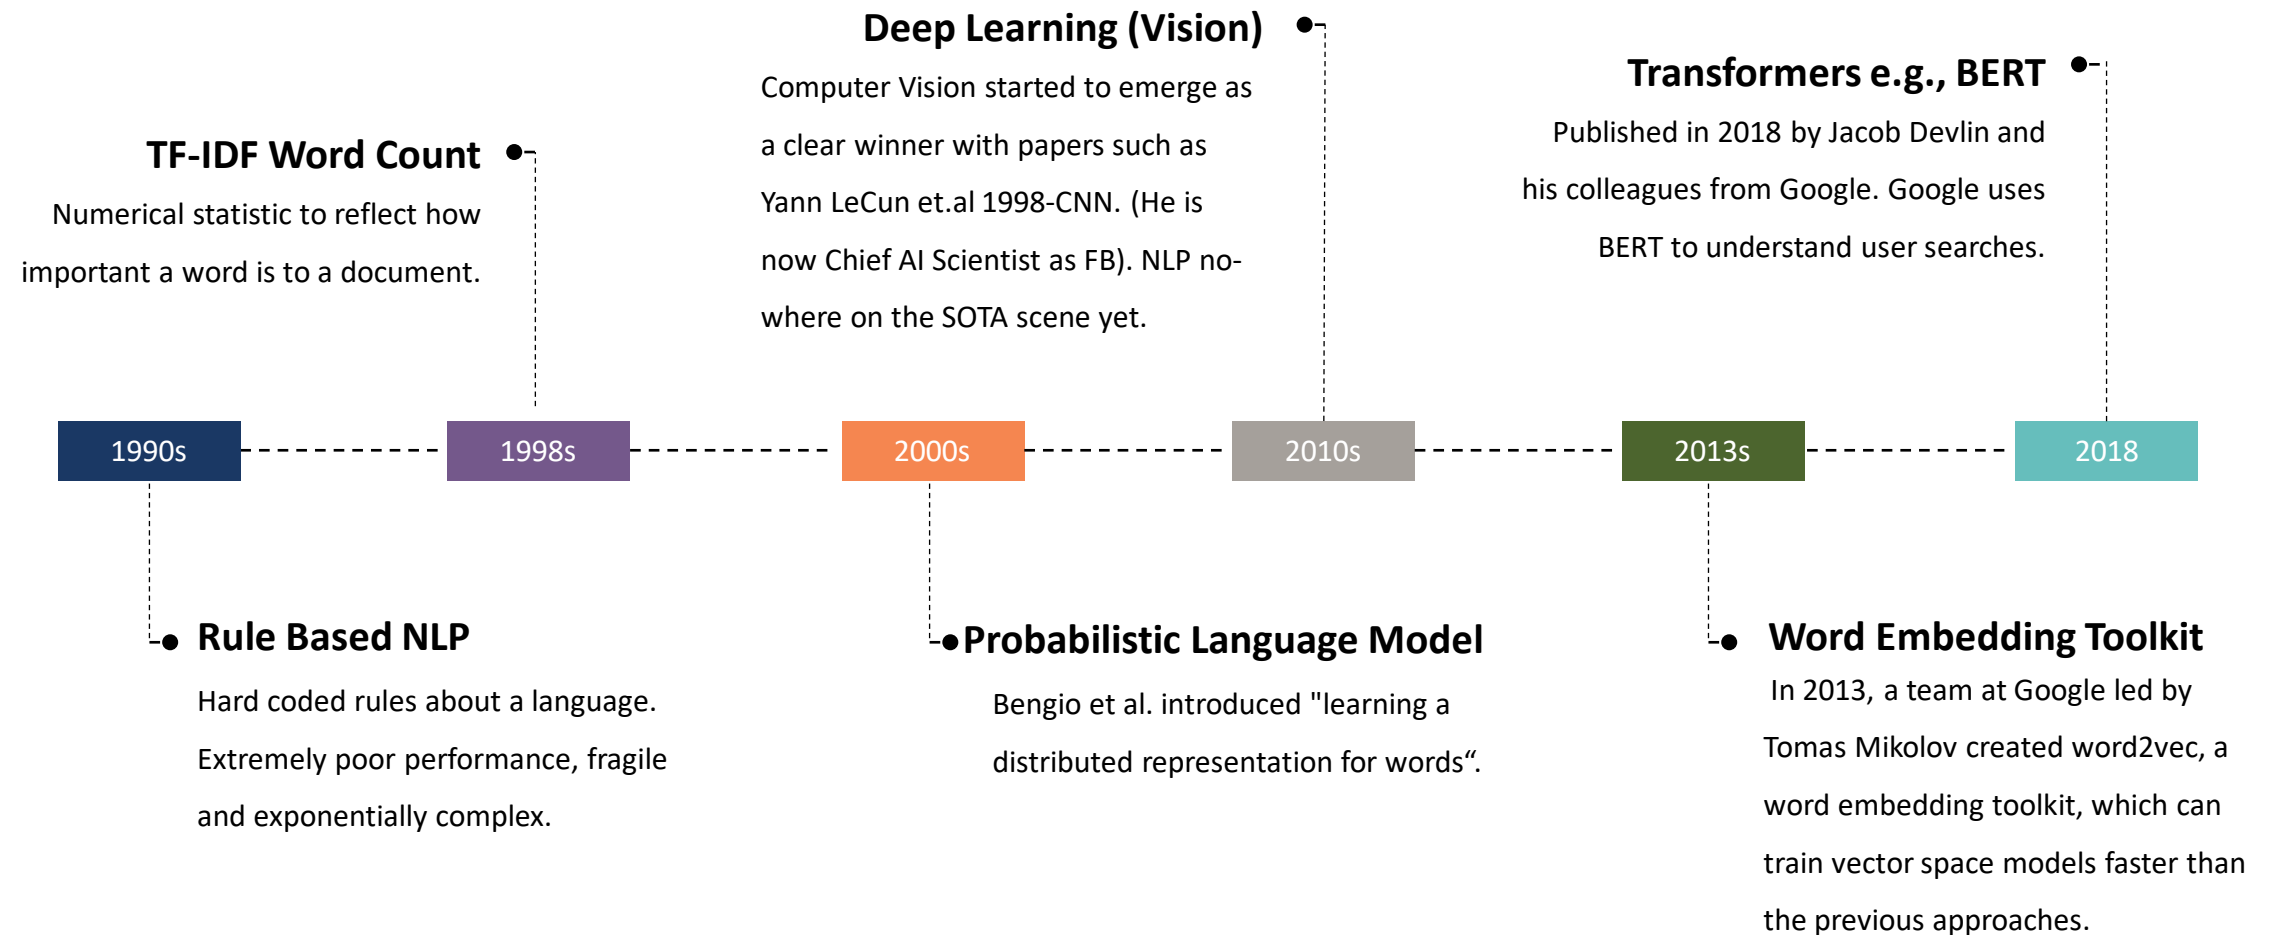 Deep Learning (Vision)
Computer Vision started to emerge as
a clear winner with papers such as
Yann LeCun et.al 1998-CNN. (He is
now Chief AI Scientist as FB). NLP no-
where on the SOTA scene yet.
Transformers e.g., BERT
Published in 2018 by Jacob Devlin and
his colleagues from Google. Google uses
BERT to understand user searches.
TF-IDF Word Count
Numerical statistic to reflect how
important a word is to a document.
1990s
1998s
2000s
2010s
2013s
2018
Rule Based NLP
Hard coded rules about a language.
Extremely poor performance, fragile
and exponentially complex.
Probabilistic Language Model
Bengio et al. introduced "learning a
distributed representation for words“.
Word Embedding Toolkit
In 2013, a team at Google led by
Tomas Mikolov created word2vec, a
word embedding toolkit, which can
train vector space models faster than
the previous approaches.